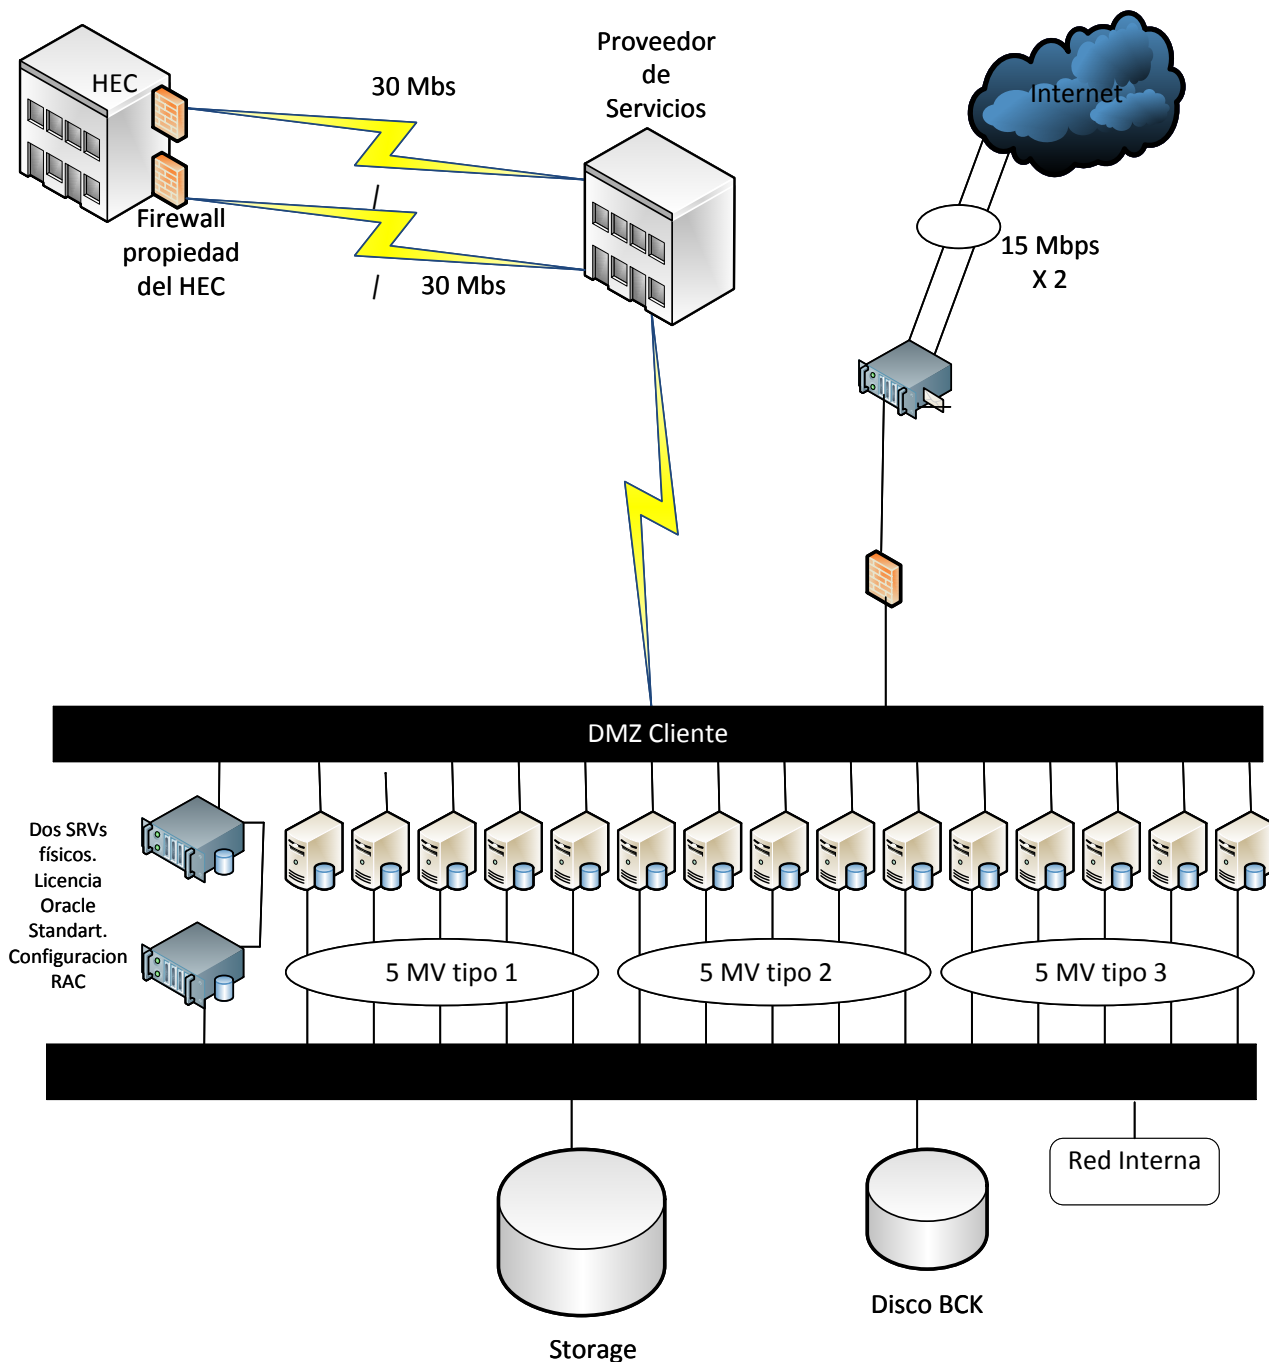 HEC
30 Mbs
Proveedor
de
Servicios
Internet
Firewall
propiedad
del HEC
30 Mbs
15 Mbps
X 2
DMZ Cliente
Dos SRVs
físicos.
Licencia
Oracle
Standart.
Configuracion
RAC
5 MV tipo 1
5 MV tipo 2
5 MV tipo 3
Red Interna
Disco BCK
Storage